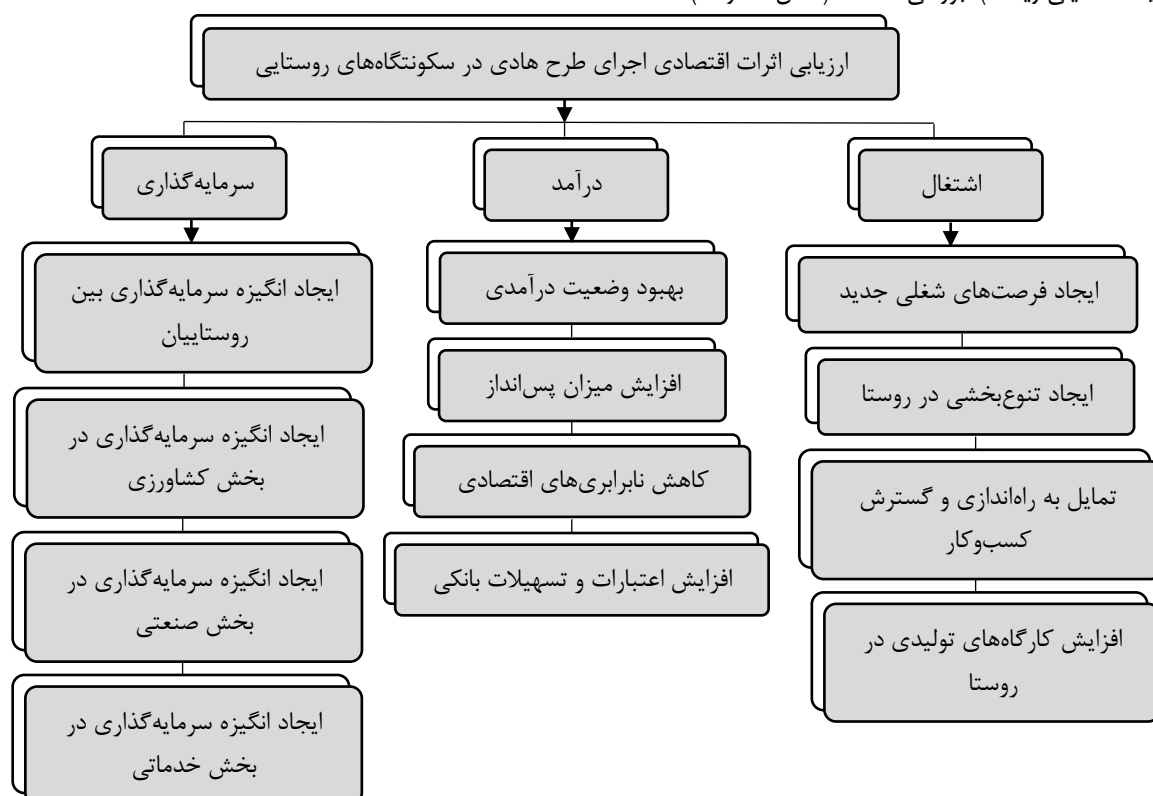 ارزیابی اثرات اقتصادی اجرای طرح هادی در سکونتگاه‌های روستایی
اشتغال
ایجاد فرصت‌های شغلی جدید
ایجاد تنوع‌بخشی در روستا
تمایل به راه‌اندازی و گسترش
کسب‌وکار
افزایش کارگاه‌های تولیدی در
روستا
درآمد
بهبود وضعیت درآمدی
افزایش میزان پس‌انداز
کاهش نابرابری‌های اقتصادی
افزایش اعتبارات و تسهیلات بانکی
سرمایه‌گذاری
ایجاد انگیزه سرمایه‌گذاری بین
روستاییان
ایجاد انگیزه سرمایه‌گذاری در
بخش کشاورزی
ایجاد انگیزه سرمایه‌گذاری در
بخش صنعتی
ایجاد انگیزه سرمایه‌گذاری در
بخش خدماتی